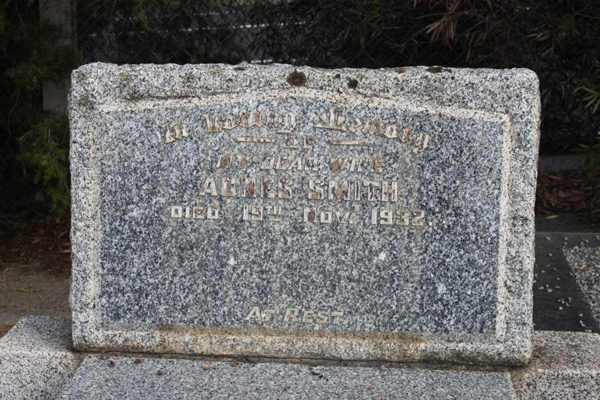 In Loving Memory
OF
MY DEAR WIFE
AGNES SMITH
DIED 19TH NOV. 1932.
AT REST.